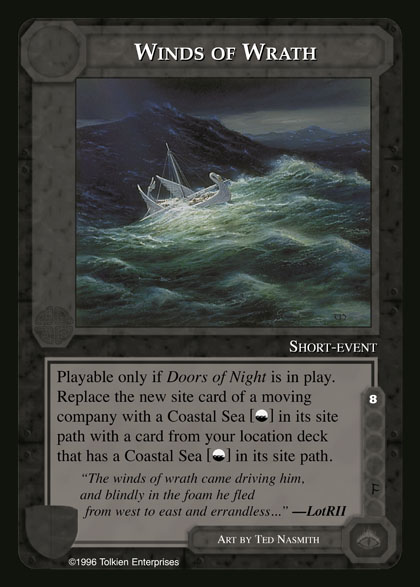 Winds of Wrath
Short-event
Playable only if Doors of Night is in play.
Replace the new site card of a moving
company with a Coastal Sea [] in its site
path with a card from your location deck
that has a Coastal Sea [] in its site path.
8
"The winds of wrath came driving him,
and blindly in the foam he fled
from west to east and errandless..." —LotRII
Art by Ted Nasmith
©1996 Tolkien Enterprises